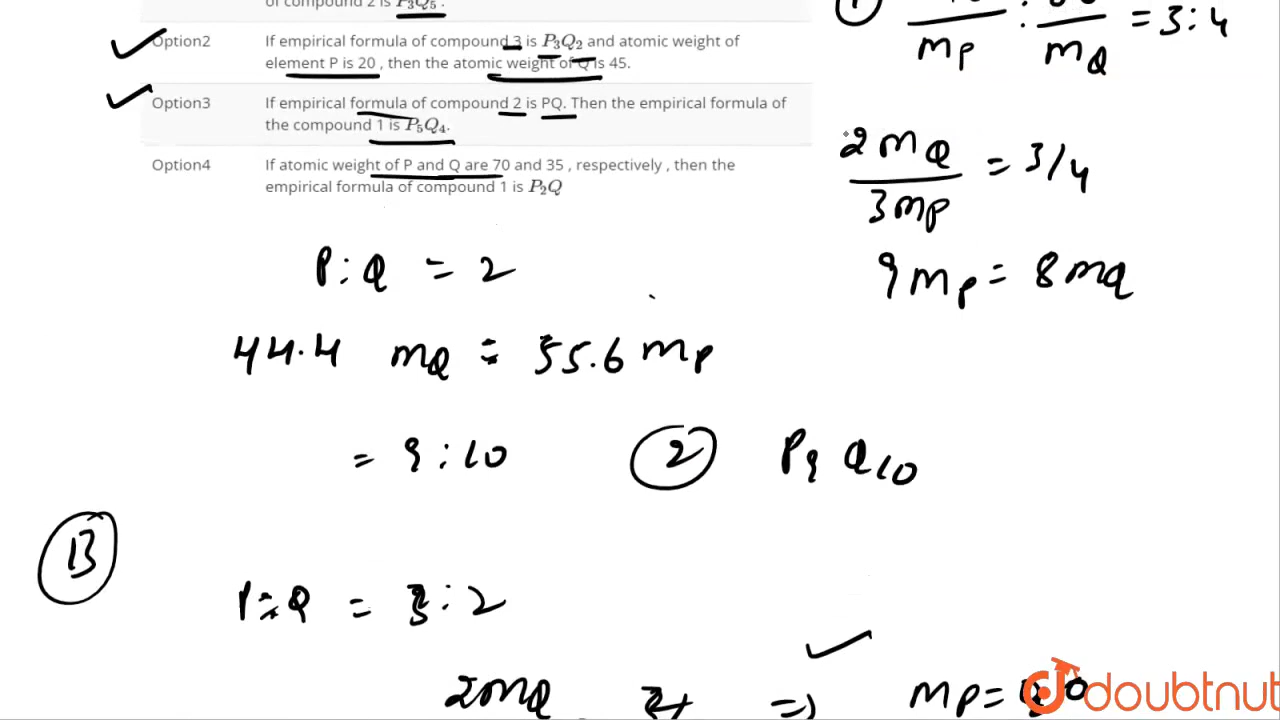 of compound 2 is P₃Q₅ .
Option2 If empirical formula of compound 3 is P₃Q₂ and atomic weight of
element P is 20 , then the atomic weight of Q is 45.
Option3 If empirical formula of compound 2 is PQ. Then the empirical formula of
the compound 1 is P₅Q₄.
Option4 If atomic weight of P and Q are 70 and 35 , respectively , then the
empirical formula of compound 1 is P₂Q
mP : mQ = 3:4
2mQ / 3mP = 3/4
9mP = 8mQ
P:Q = 2
44.4 mQ : 55.6 mP
= 9:10
2 P9 Q10
B
P:Q = 3:2
2mQ
=> mP=
doubtnut